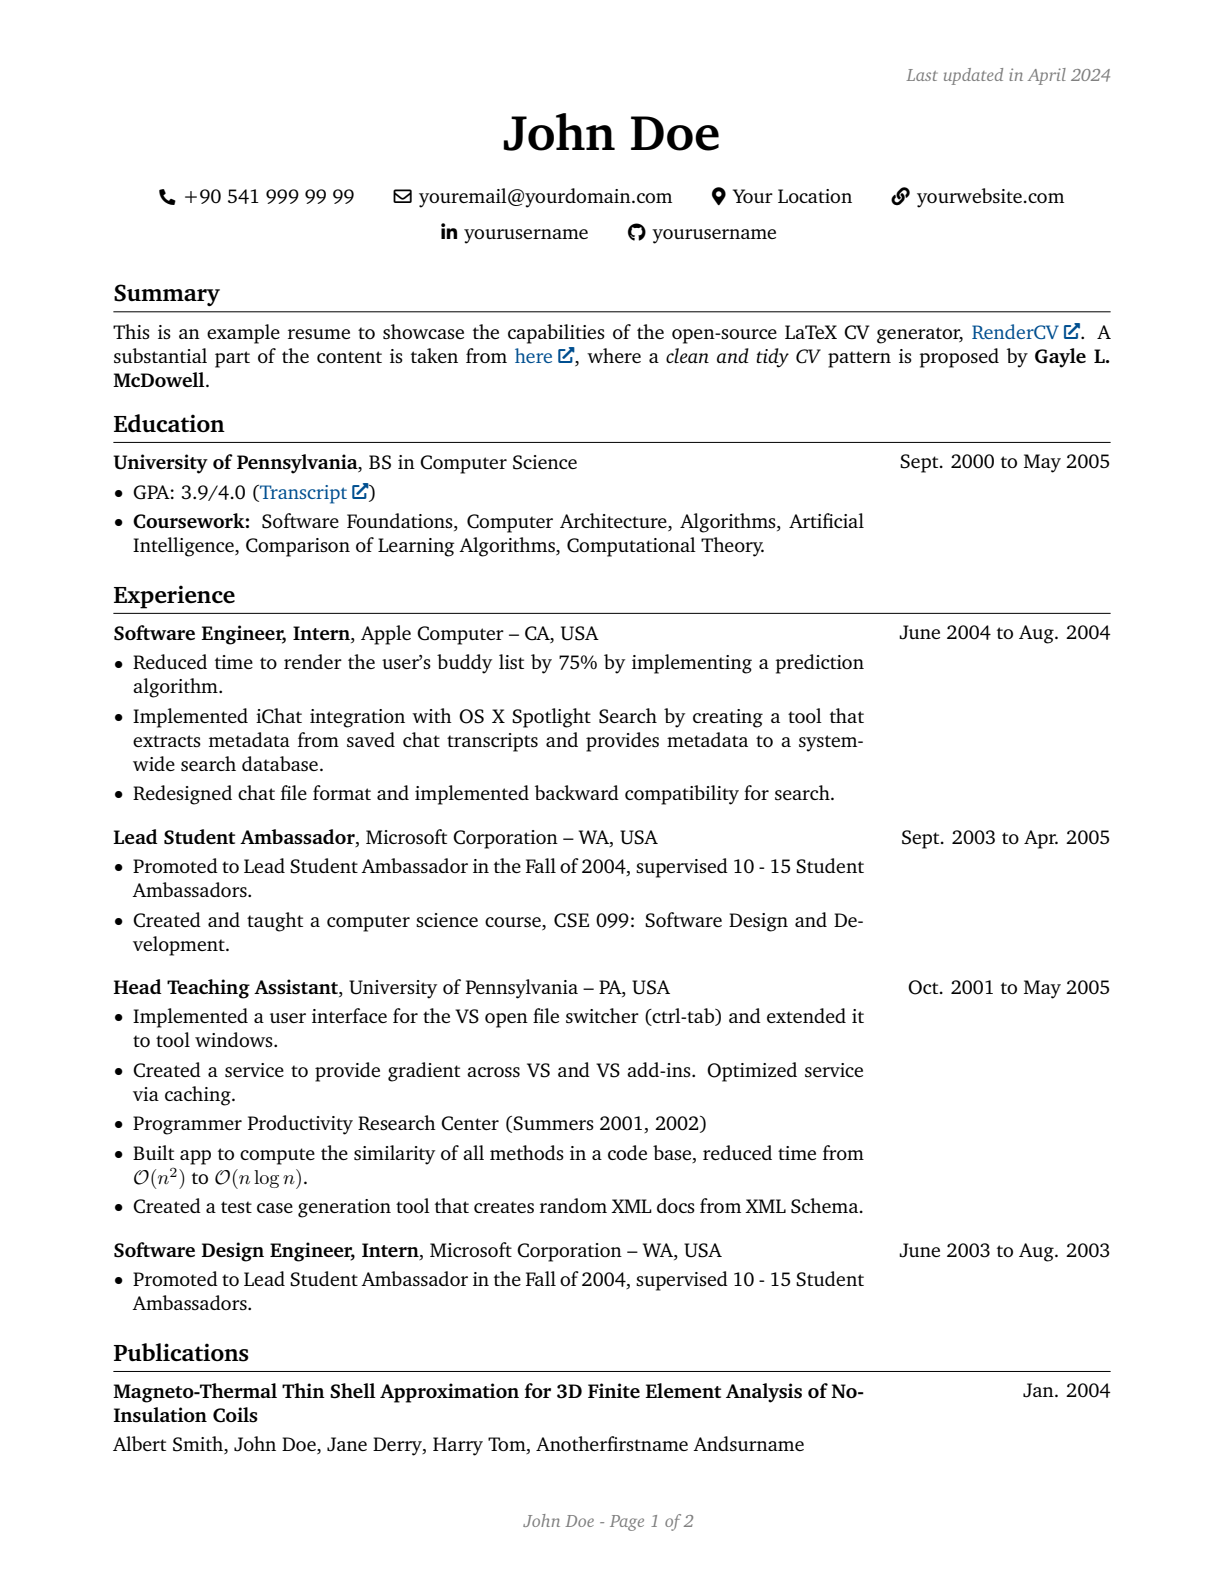 Last updated in April 2024
John Doe
+90 541 999 99 99 youremail@yourdomain.com Your Location yourwebsite.com
yourusername yourusername
Summary
This is an example resume to showcase the capabilities of the open-source LaTeX CV generator, RenderCV. A
substantial part of the content is taken from here, where a clean and tidy CV pattern is proposed by Gayle L.
McDowell.
Education
University of Pennsylvania, BS in Computer Science Sept. 2000 to May 2005
• GPA: 3.9/4.0 (Transcript)
• Coursework: Software Foundations, Computer Architecture, Algorithms, Artificial
Intelligence, Comparison of Learning Algorithms, Computational Theory.
Experience
Software Engineer, Intern, Apple Computer – CA, USA June 2004 to Aug. 2004
• Reduced time to render the user's buddy list by 75% by implementing a prediction
algorithm.
• Implemented iChat integration with OS X Spotlight Search by creating a tool that
extracts metadata from saved chat transcripts and provides metadata to a system-
wide search database.
• Redesigned chat file format and implemented backward compatibility for search.
Lead Student Ambassador, Microsoft Corporation – WA, USA Sept. 2003 to Apr. 2005
• Promoted to Lead Student Ambassador in the Fall of 2004, supervised 10 - 15 Student
Ambassadors.
• Created and taught a computer science course, CSE 099: Software Design and De-
velopment.
Head Teaching Assistant, University of Pennsylvania – PA, USA Oct. 2001 to May 2005
• Implemented a user interface for the VS open file switcher (ctrl-tab) and extended it
to tool windows.
• Created a service to provide gradient across VS and VS add-ins. Optimized service
via caching.
• Programmer Productivity Research Center (Summers 2001, 2002)
• Built app to compute the similarity of all methods in a code base, reduced time from
𝒪(n²) to 𝒪(n log n).
• Created a test case generation tool that creates random XML docs from XML Schema.
Software Design Engineer, Intern, Microsoft Corporation – WA, USA June 2003 to Aug. 2003
• Promoted to Lead Student Ambassador in the Fall of 2004, supervised 10 - 15 Student
Ambassadors.
Publications
Magneto-Thermal Thin Shell Approximation for 3D Finite Element Analysis of No- Jan. 2004
Insulation Coils
Albert Smith, John Doe, Jane Derry, Harry Tom, Anotherfirstname Andsurname
John Doe - Page 1 of 2